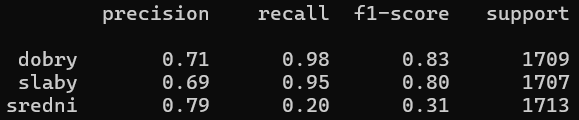 precision recall f1-score support
dobry 0.71 0.98 0.83 1709
slaby 0.69 0.95 0.80 1707
sredni 0.79 0.20 0.31 1713